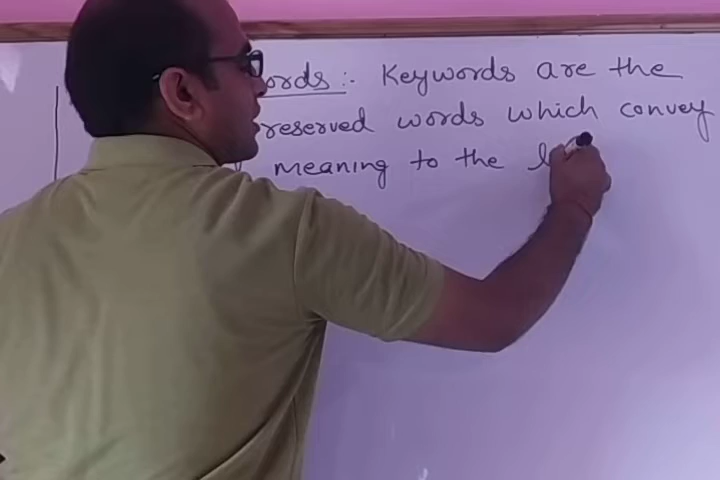 ords :- Keywords are the
reserved words which convey
meaning to the